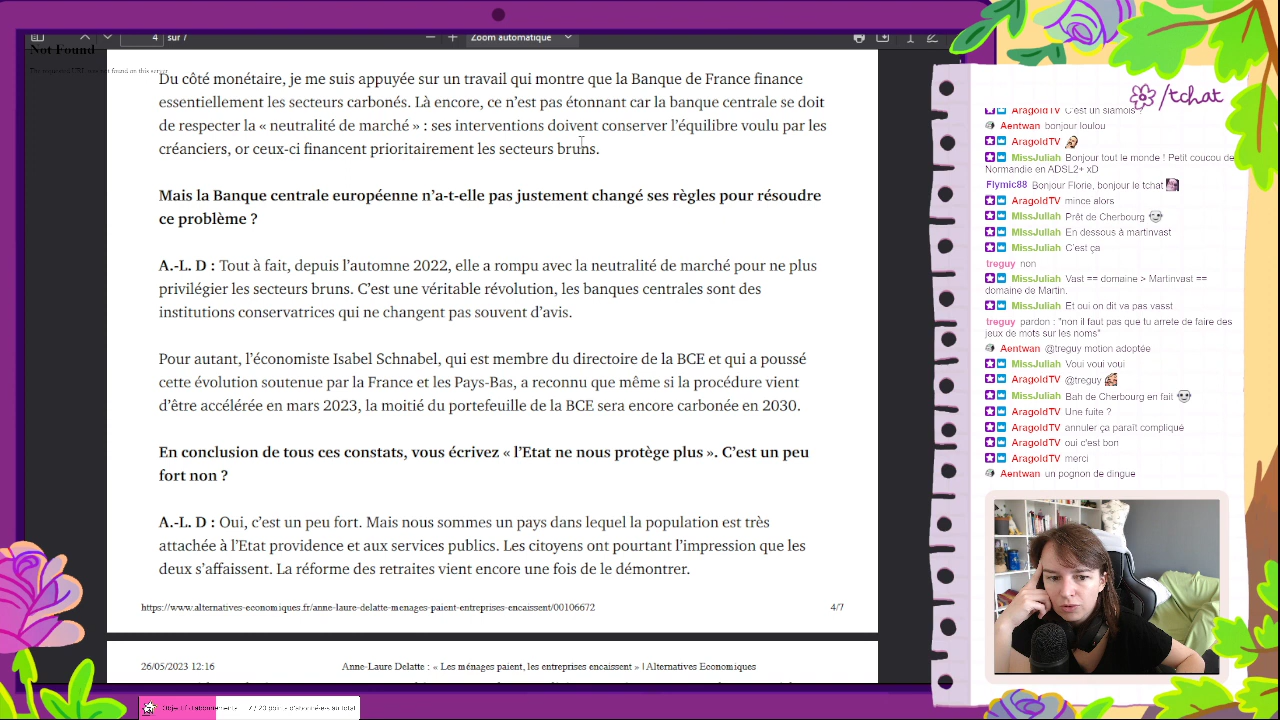 4 sur 7
Zoom automatique
Not Found
Du côté monétaire, je me suis appuyée sur un travail qui montre que la Banque de France finance
essentiellement les secteurs carbonés. Là encore, ce n’est pas étonnant car la banque centrale se doit
de respecter la « neutralité de marché » : ses interventions doivent conserver l’équilibre voulu par les
créanciers, or ceux-ci financent prioritairement les secteurs bruns.
Mais la Banque centrale européenne n’a-t-elle pas justement changé ses règles pour résoudre
ce problème ?
A.-L. D : Tout à fait, depuis l’automne 2022, elle a rompu avec la neutralité de marché pour ne plus
privilégier les secteurs bruns. C’est une véritable révolution, les banques centrales sont des
institutions conservatrices qui ne changent pas souvent d’avis.
Pour autant, l’économiste Isabel Schnabel, qui est membre du directoire de la BCE et qui a poussé
cette évolution soutenue par la France et les Pays-Bas, a reconnu que même si la procédure vient
d’être accélérée en mars 2023, la moitié du portefeuille de la BCE sera encore carbonée en 2030.
En conclusion de tous ces constats, vous écrivez « l’Etat ne nous protège plus ». C’est un peu
fort non ?
A.-L. D : Oui, c’est un peu fort. Mais nous sommes un pays dans lequel la population est très
attachée à l’Etat providence et aux services publics. Les citoyens ont pourtant l’impression que les
deux s’affaissent. La réforme des retraites vient encore une fois de le démontrer.
https://www.alternatives-economiques.fr/anne-laure-delatte-menages-paient-entreprises-encaissent/00106672 4/7
26/05/2023 12:16 Anne-Laure Delatte : « Les ménages paient, les entreprises encaissent » | Alternatives Economiques
/tchat
AragoldTV C'est un siamois ?
Aentwan bonjour loulou
AragoldTV
MissJuliah Bonjour tout le monde ! Petit coucou de
Normandie en ADSL2+ xD
Flymic88 Bonjour Florie, bonjour le tchat
AragoldTV mince alors
MissJuliah Prêt de Cherbourg
MissJuliah En dessous à martinvast
MissJuliah C'est ça
treguy non
MissJuliah Vast == domaine > Martinvast ==
domaine de Martin.
MissJuliah Et oui on dit va pas vasst
treguy pardon : "non il faut pas que tu arrete de faire des
jeux de mots sur les noms"
Aentwan @treguy motion adoptée
MissJuliah Voui voui voui
AragoldTV @treguy
MissJuliah Bah de Cherbourg en fait
AragoldTV Une fuite ?
AragoldTV annuler ça paraît compliqué
AragoldTV oui c'est bon
AragoldTV merci
Aentwan un pognon de dingue